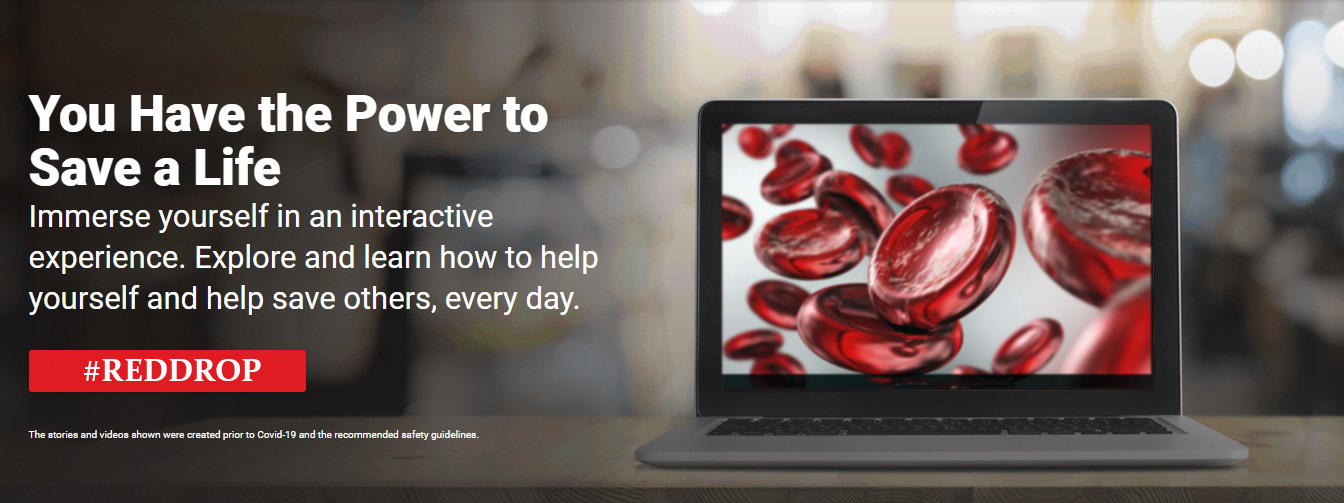 You Have the Power to
Save a Life
Immerse yourself in an interactive
experience. Explore and learn how to help
yourself and help save others, every day.
#REDDROP
The stories and videos shown were created prior to Covid-19 and the recommended safety guidelines.